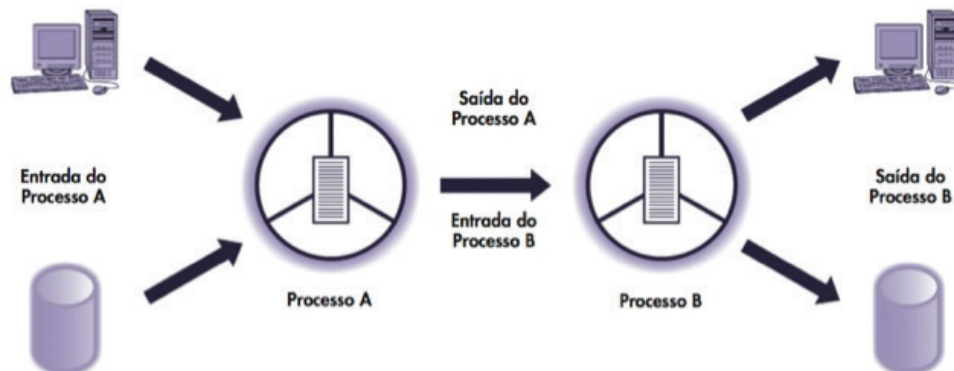 Entrada do
Processo A
Processo A
Saída do
Processo A
Entrada do
Processo B
Processo B
Saída do
Processo B